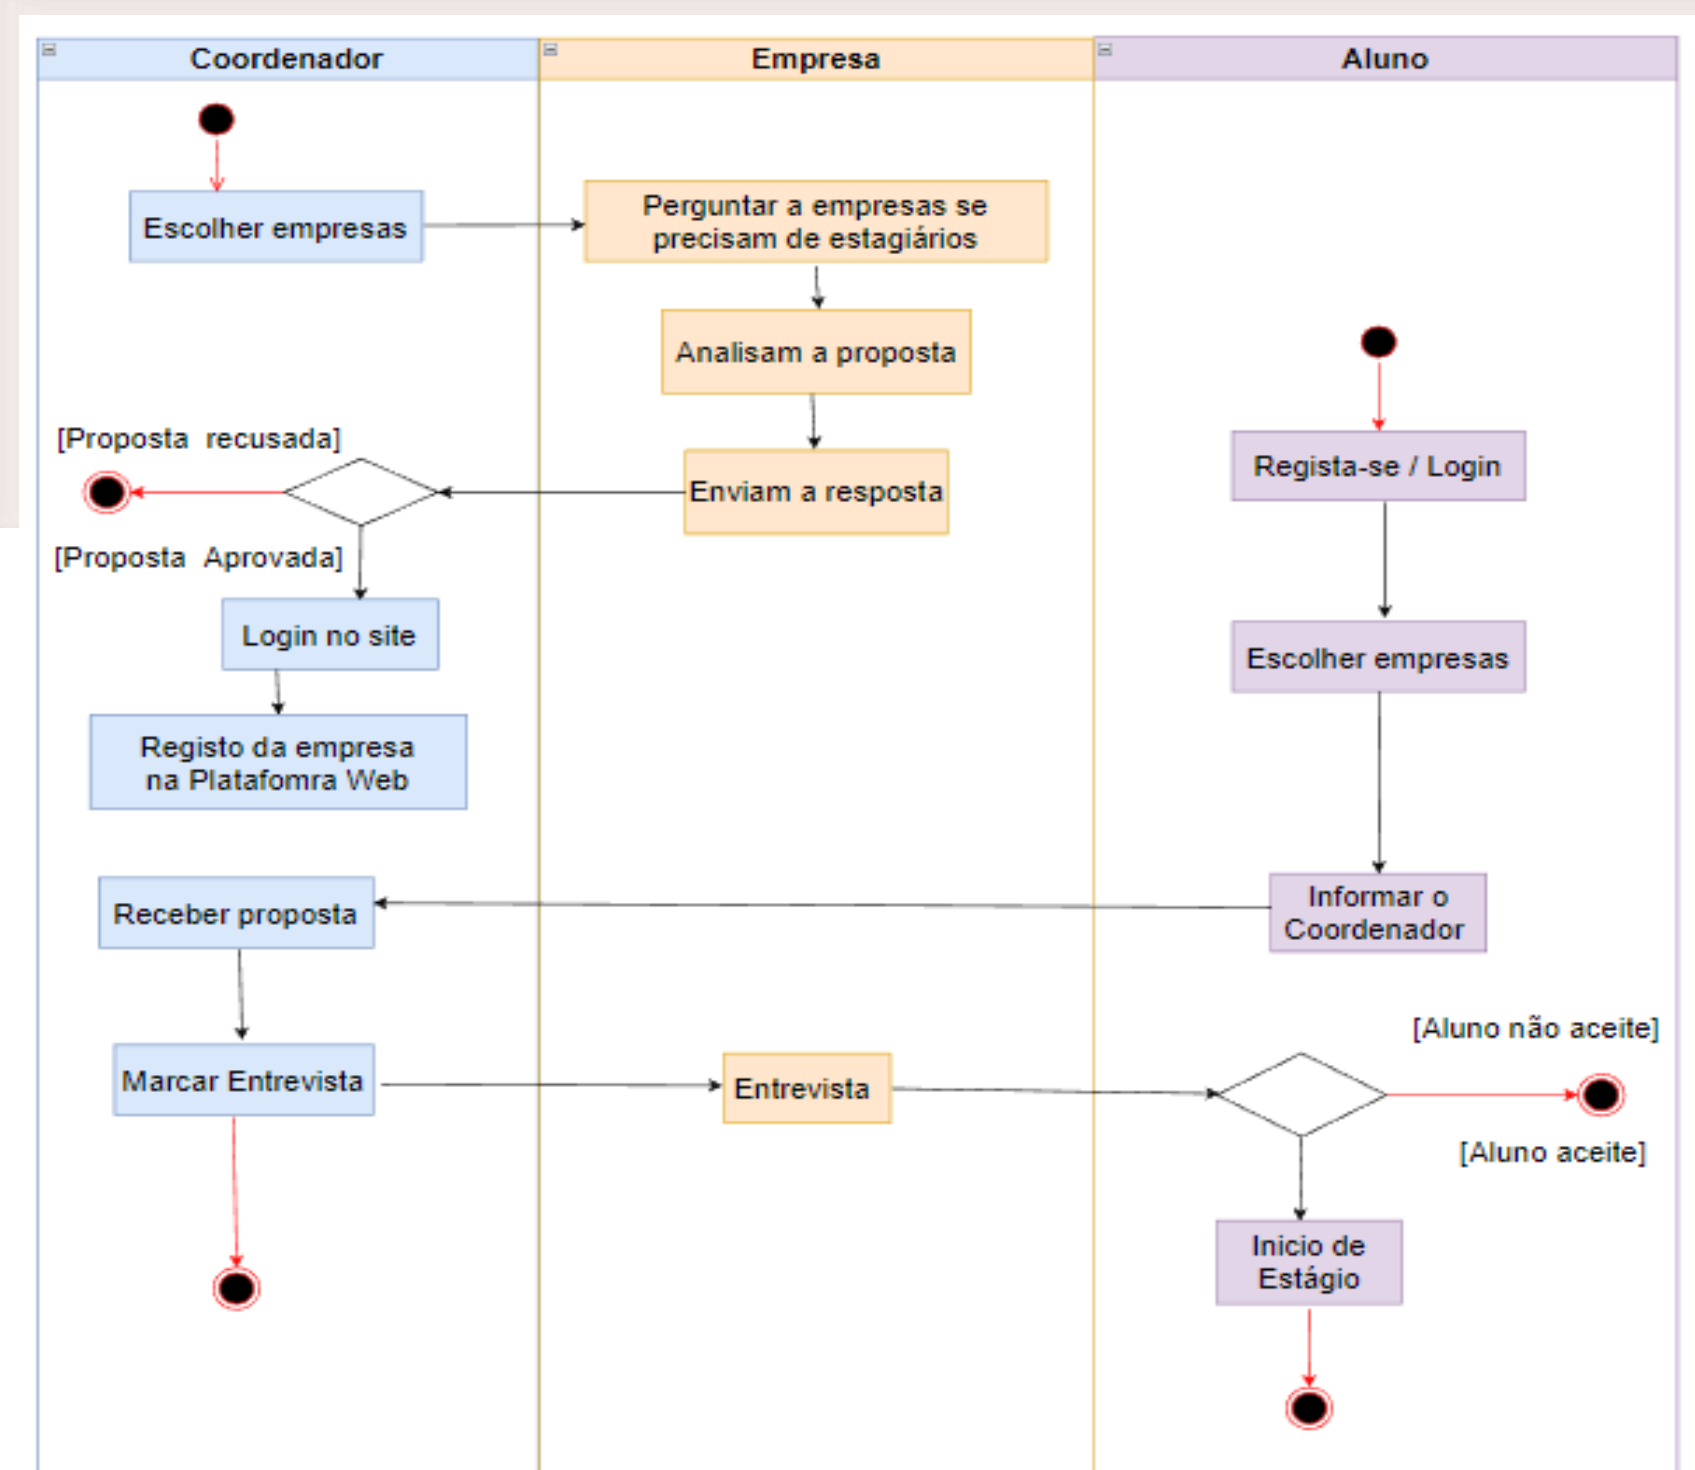 Coordenador
Empresa
Aluno
Escolher empresas
Perguntar a empresas se
precisam de estagiários
Analisam a proposta
[Proposta recusada]
Enviam a resposta
Regista-se / Login
[Proposta Aprovada]
Login no site
Escolher empresas
Registo da empresa
na Platafomra Web
Receber proposta
Informar o
Coordenador
[Aluno não aceite]
Marcar Entrevista
Entrevista
[Aluno aceite]
Inicio de
Estágio